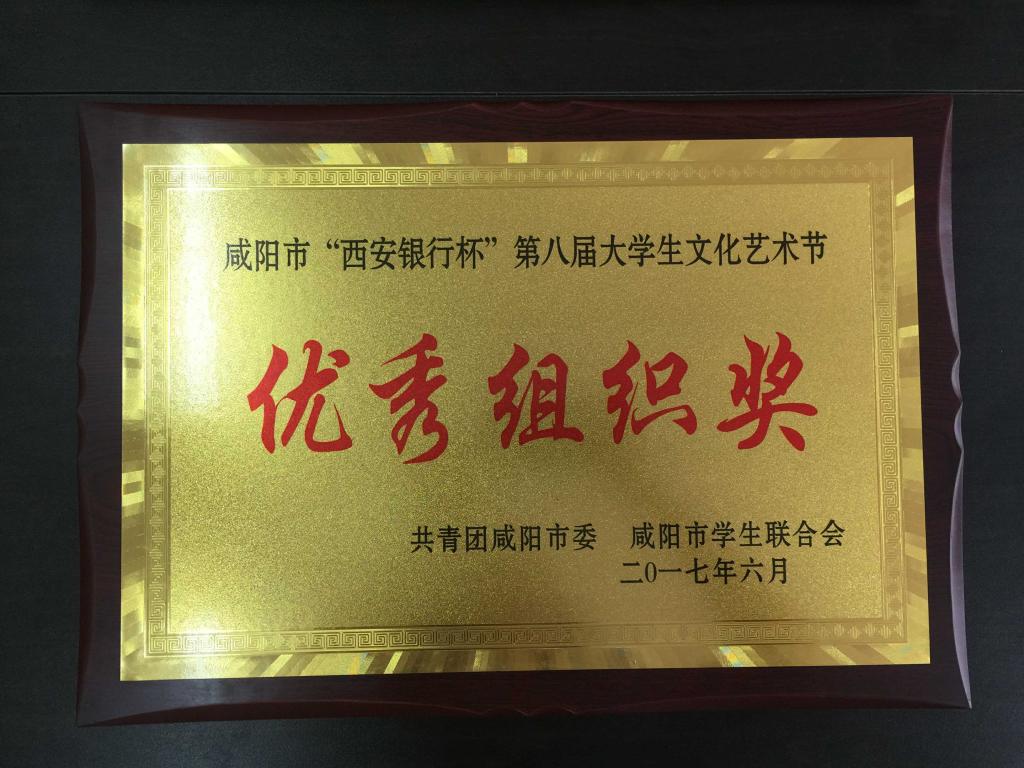 咸阳市“西安银行杯”第八届大学生文化艺术节
优秀组织奖
共青团咸阳市委 咸阳市学生联合会
二0一七年六月